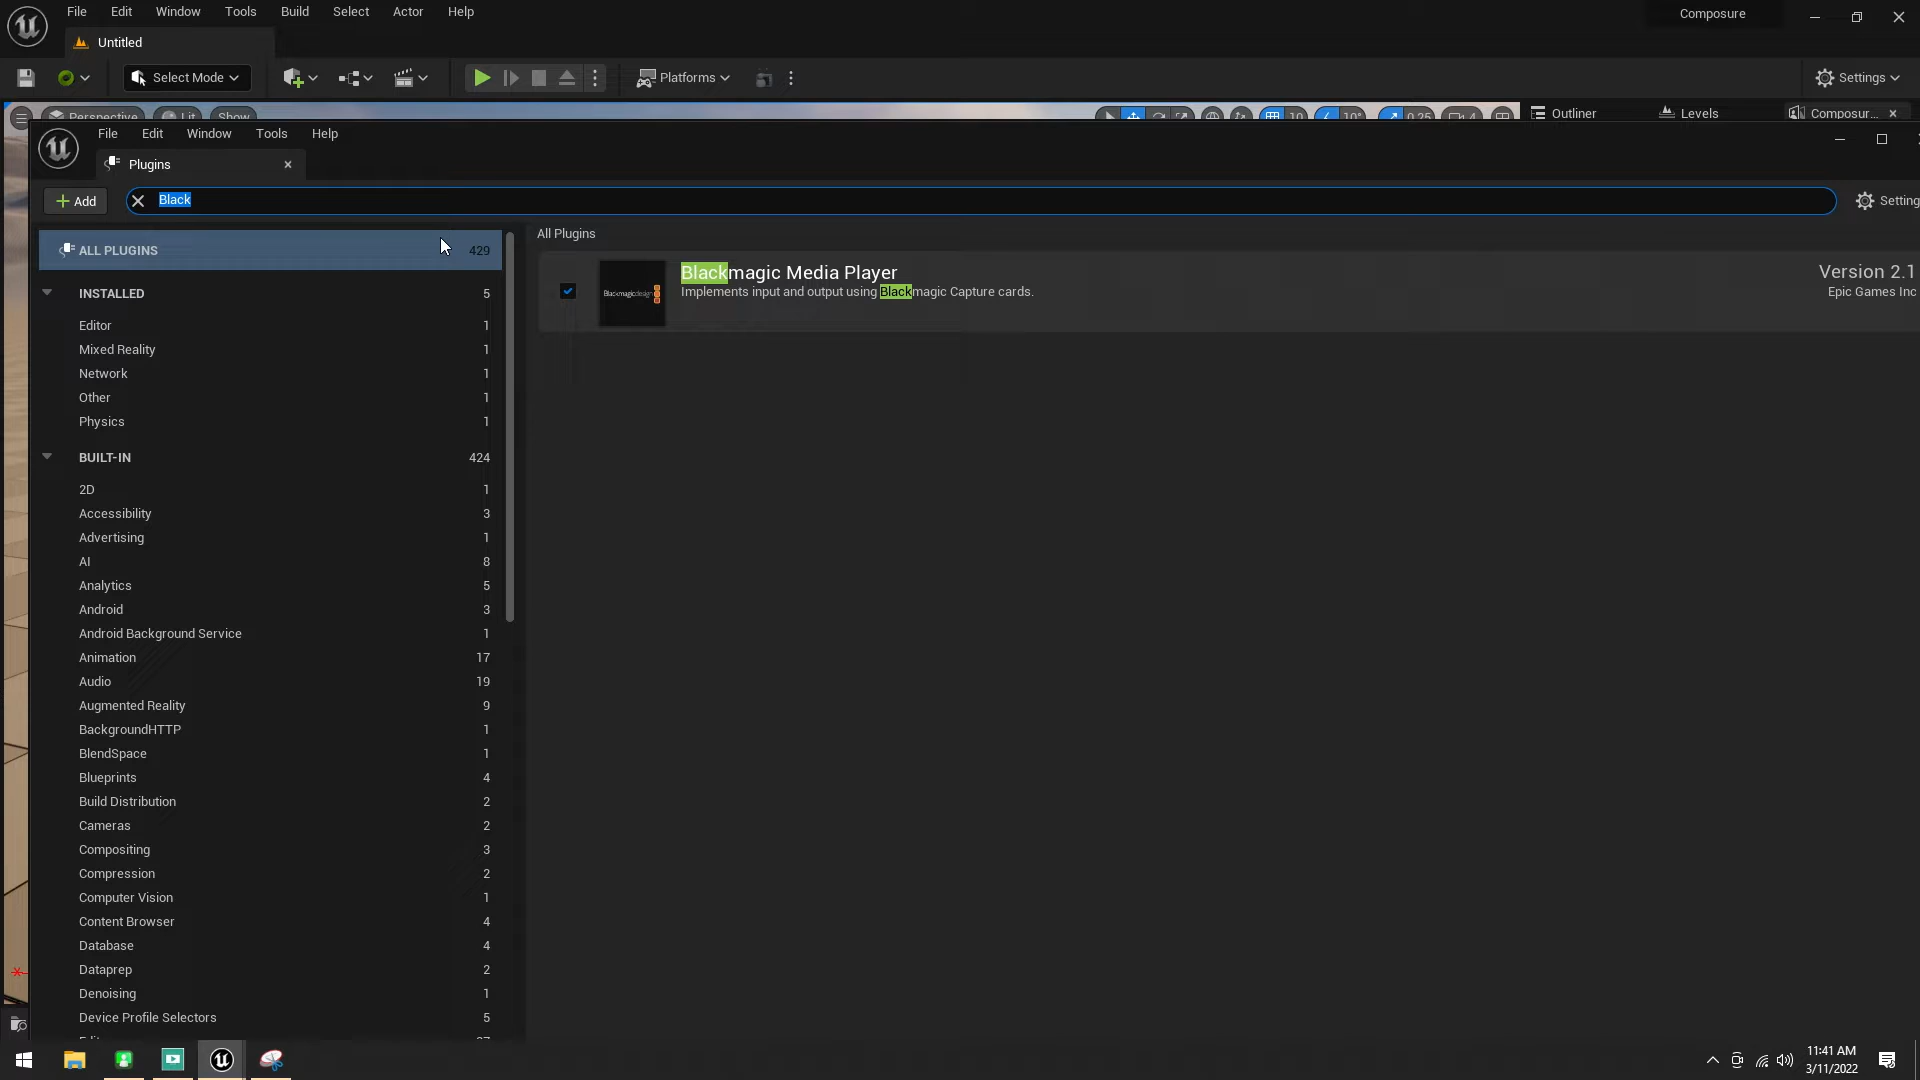 File Edit Window Tools Build Select Actor Help
Composure
Untitled
Select Mode
Platforms
Settings
Perspective Lit Show
10 10° 0.25 4
Outliner Levels Composur...
File Edit Window Tools Help
Plugins
Add
Black
Setting
ALL PLUGINS 429
All Plugins
Blackmagic Media Player
Version 2.1
Blackmagicdesign
Implements input and output using Blackmagic Capture cards.
Epic Games Inc
INSTALLED 5
Editor 1
Mixed Reality 1
Network 1
Other 1
Physics 1
BUILT-IN 424
2D 1
Accessibility 3
Advertising 1
AI 8
Analytics 5
Android 3
Android Background Service 1
Animation 17
Audio 19
Augmented Reality 9
BackgroundHTTP 1
BlendSpace 1
Blueprints 4
Build Distribution 2
Cameras 2
Compositing 3
Compression 2
Computer Vision 1
Content Browser 4
Database 4
Dataprep 2
Denoising 1
Device Profile Selectors 5
11:41 AM
3/11/2022